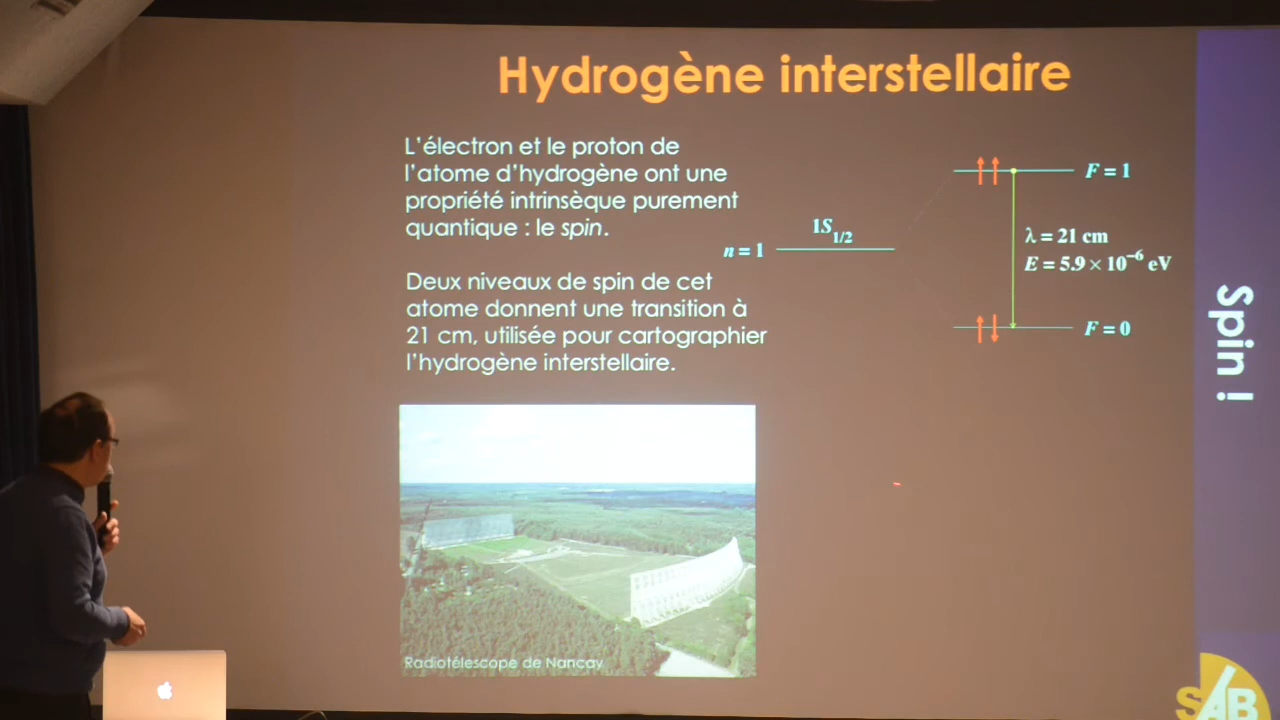 Hydrogène interstellaire
L'électron et le proton de
l'atome d'hydrogène ont une
propriété intrinsèque purement
quantique : le spin.
Deux niveaux de spin de cet
atome donnent une transition à
21 cm, utilisée pour cartographier
l'hydrogène interstellaire.
n = 1
1S1/2
F = 1
λ = 21 cm
E = 5.9 × 10⁻⁶ eV
F = 0
Radiotélescope de Nancay
Spin !
SAB